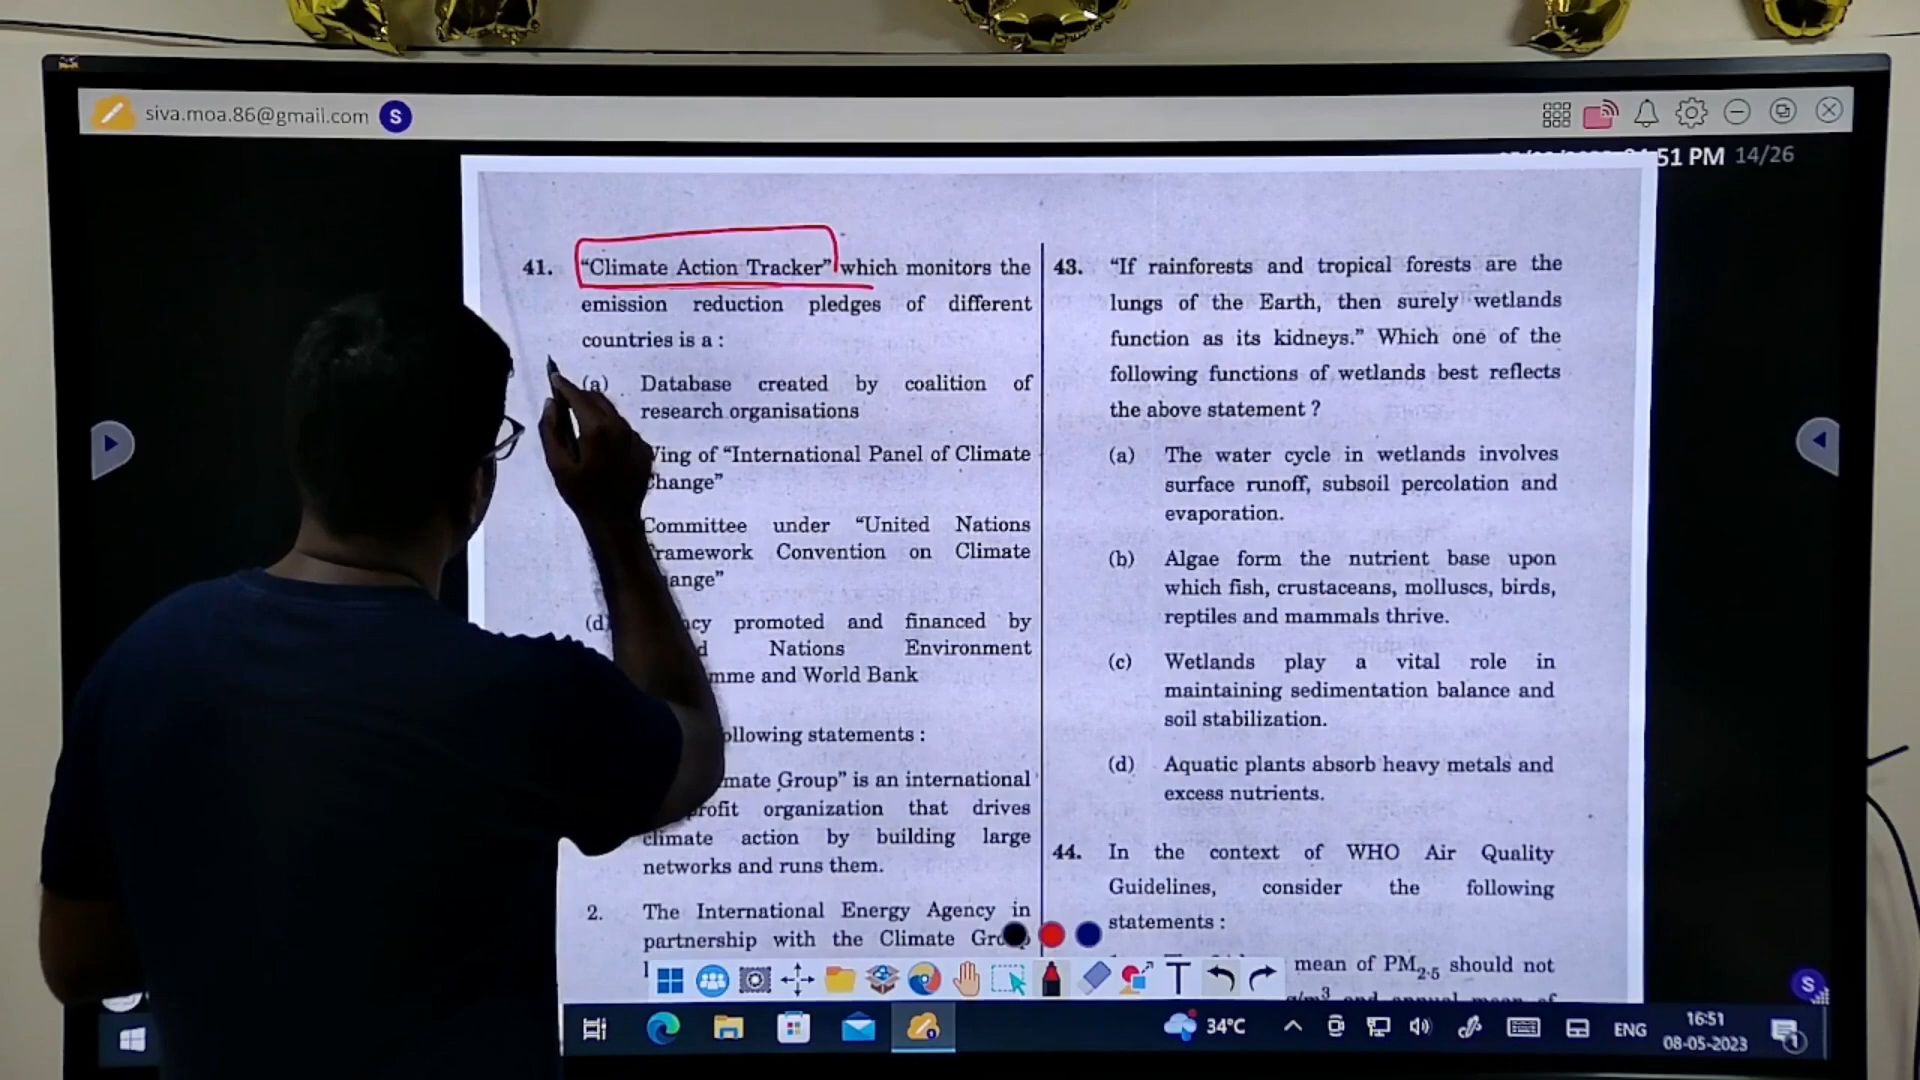 siva.moa.86@gmail.com S
51 PM 14/26
41. "Climate Action Tracker" which monitors the
emission reduction pledges of different
countries is a :
(a) Database created by coalition of
research organisations
Wing of "International Panel of Climate
Change"
Committee under "United Nations
Framework Convention on Climate
ange"
(d) cy promoted and financed by
d Nations Environment
mme and World Bank
ollowing statements :
mate Group" is an international
rofit organization that drives
climate action by building large
networks and runs them.
2. The International Energy Agency in
partnership with the Climate Gro
43. "If rainforests and tropical forests are the
lungs of the Earth, then surely wetlands
function as its kidneys." Which one of the
following functions of wetlands best reflects
the above statement ?
(a) The water cycle in wetlands involves
surface runoff, subsoil percolation and
evaporation.
(b) Algae form the nutrient base upon
which fish, crustaceans, molluscs, birds,
reptiles and mammals thrive.
(c) Wetlands play a vital role in
maintaining sedimentation balance and
soil stabilization.
(d) Aquatic plants absorb heavy metals and
excess nutrients.
44. In the context of WHO Air Quality
Guidelines, consider the following
statements :
mean of PM2.5 should not
S
34°C
ENG
16:51
08-05-2023